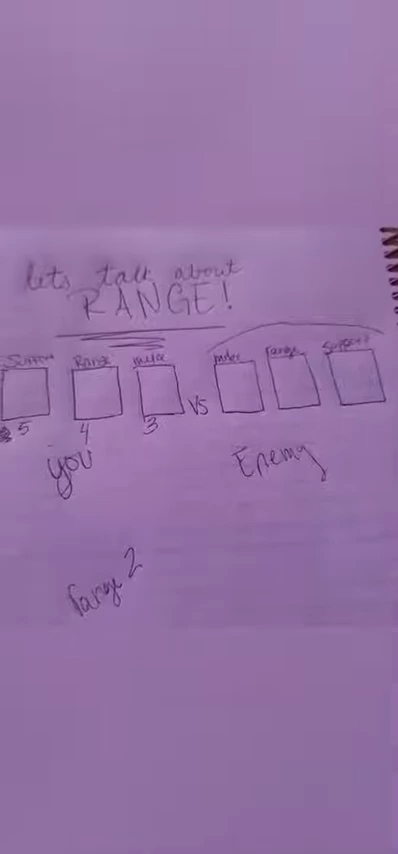 lets talk about
RANGE!
Support Range melee melee range support
5 4 3 VS
you Enemy
range 2